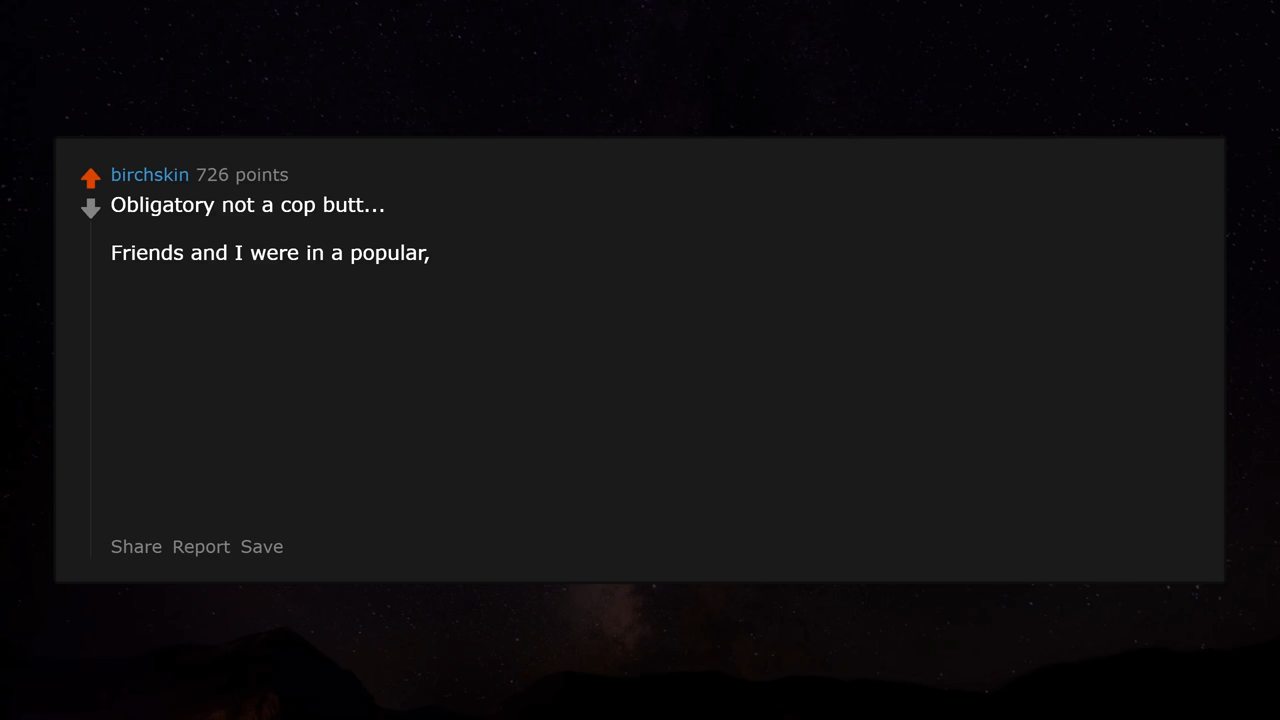 birchskin 726 points
Obligatory not a cop butt...
Friends and I were in a popular,
Share Report Save